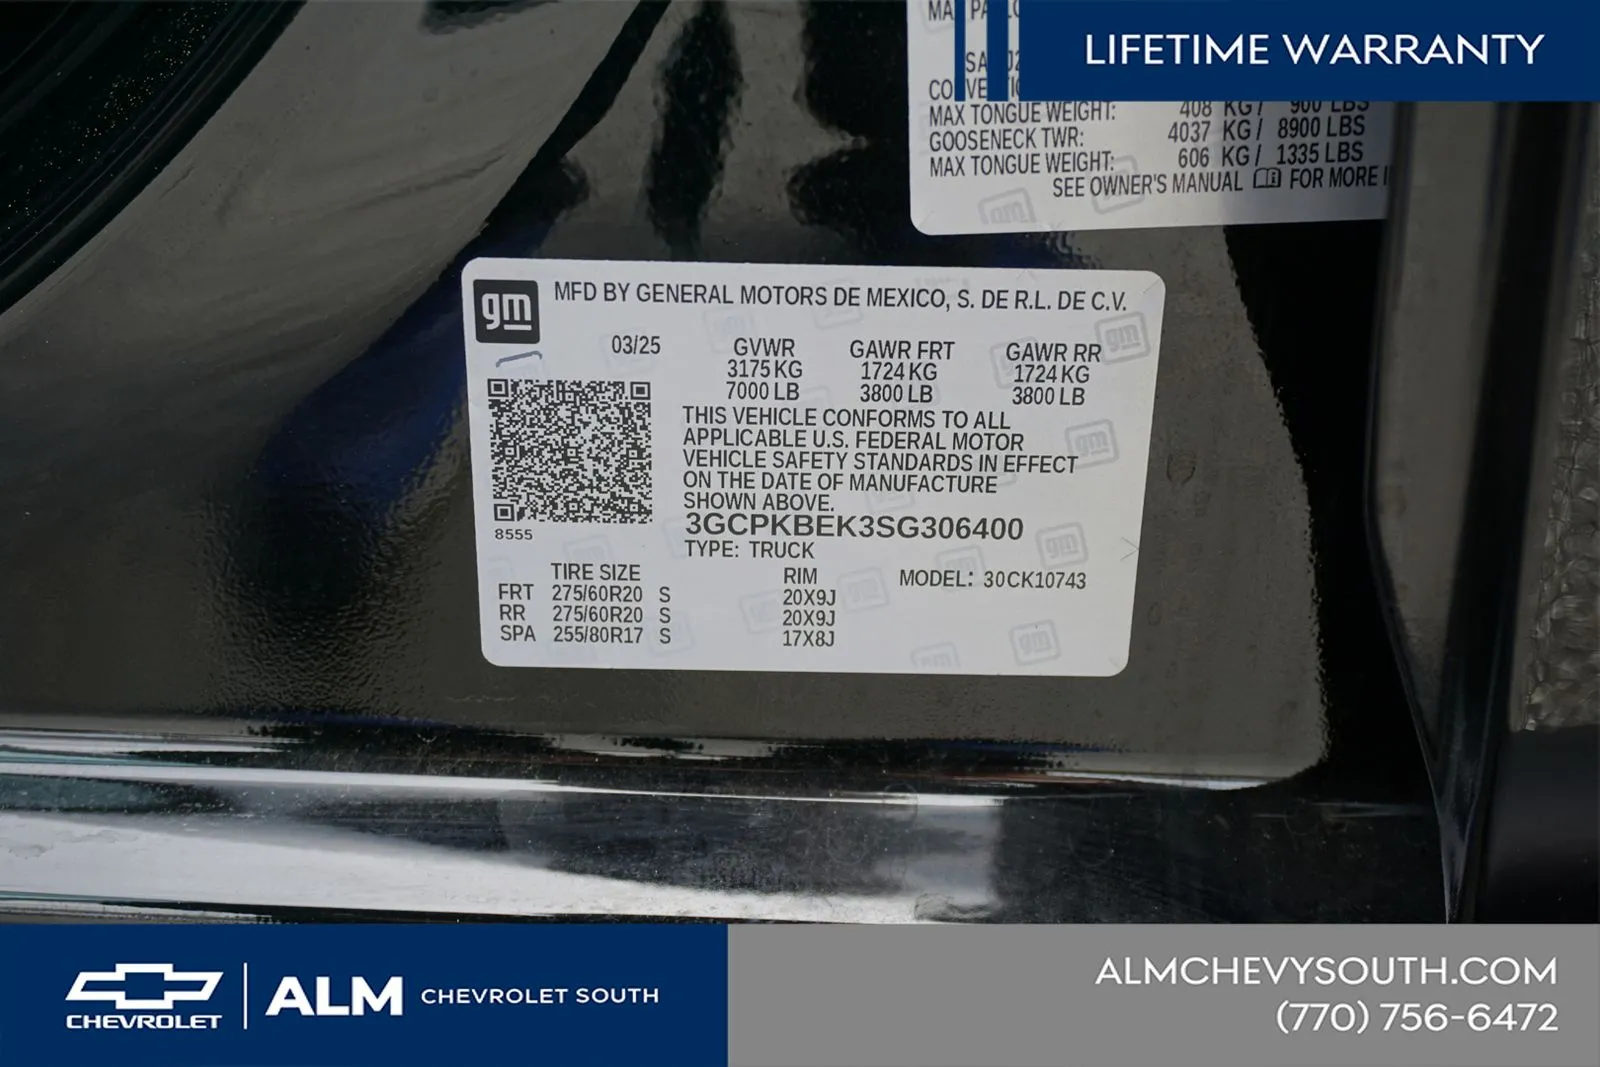 LIFETIME WARRANTY
MAX TONGUE WEIGHT: 408 KG / 900 LBS
GOOSENECK TWR: 4037 KG / 8900 LBS
MAX TONGUE WEIGHT: 606 KG / 1335 LBS
SEE OWNER'S MANUAL FOR MORE
gm MFD BY GENERAL MOTORS DE MEXICO, S. DE R.L. DE C.V.
03/25 GVWR GAWR FRT GAWR RR
3175 KG 1724 KG 1724 KG
7000 LB 3800 LB 3800 LB
THIS VEHICLE CONFORMS TO ALL
APPLICABLE U.S. FEDERAL MOTOR
VEHICLE SAFETY STANDARDS IN EFFECT
ON THE DATE OF MANUFACTURE
SHOWN ABOVE.
3GCPKBEK3SG306400
8555
TYPE: TRUCK
TIRE SIZE RIM MODEL: 30CK10743
FRT 275/60R20 S 20X9J
RR 275/60R20 S 20X9J
SPA 255/80R17 S 17X8J
CHEVROLET
ALM CHEVROLET SOUTH
ALMCHEVYSOUTH.COM
(770) 756-6472